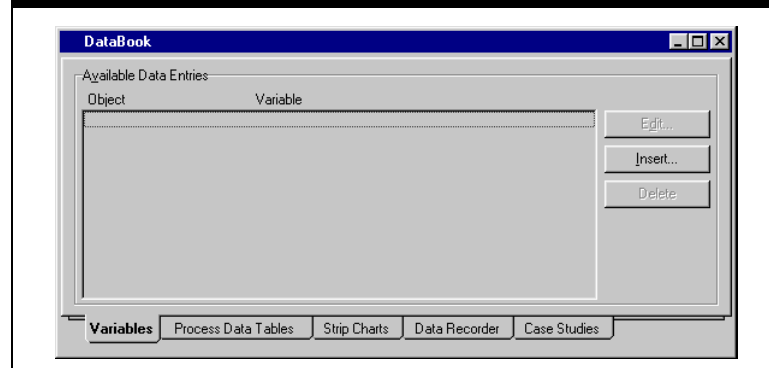 DataBook
Available Data Entries
Object Variable
Edit...
Insert...
Delete
Variables Process Data Tables Strip Charts Data Recorder Case Studies